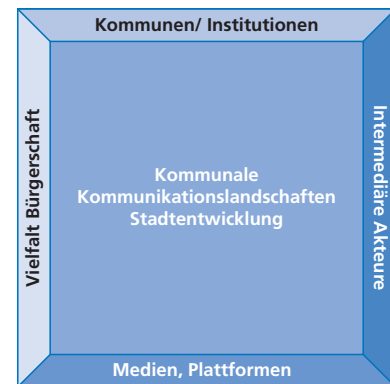 Kommunen/ Institutionen
Vielfalt Bürgerschaft
Kommunale
Kommunikationslandschaften
Stadtentwicklung
Intermediäre Akteure
Medien, Plattformen